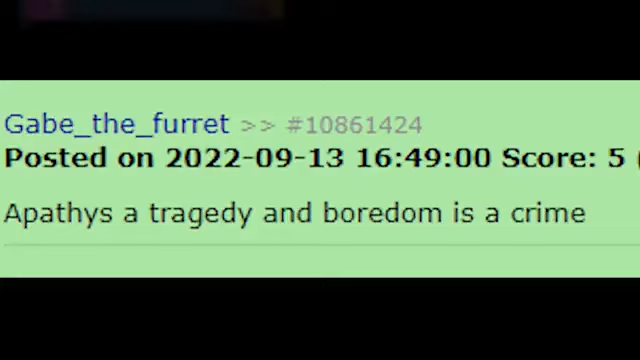 Gabe_the_furret >> #10861424
Posted on 2022-09-13 16:49:00 Score: 5 (
Apathys a tragedy and boredom is a crime